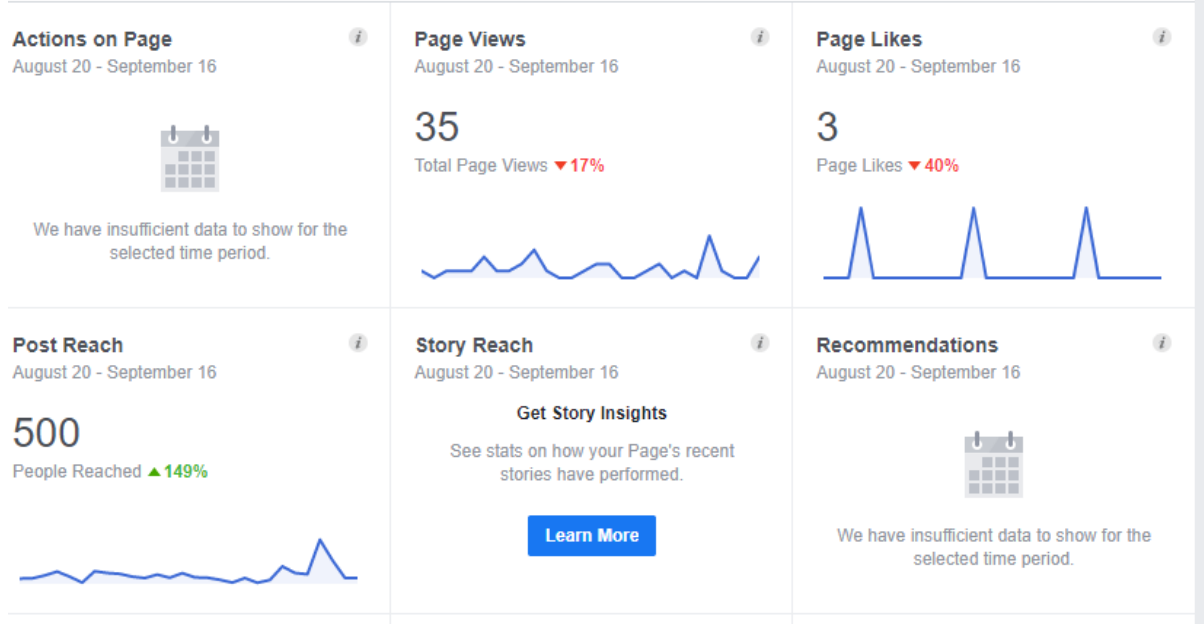 Actions on Page
August 20 - September 16
We have insufficient data to show for the
selected time period.
Page Views
August 20 - September 16
35
Total Page Views ▼ 17%
Page Likes
August 20 - September 16
3
Page Likes ▼ 40%
Post Reach
August 20 - September 16
500
People Reached ▲ 149%
Story Reach
August 20 - September 16
Get Story Insights
See stats on how your Page's recent
stories have performed.
Learn More
Recommendations
August 20 - September 16
We have insufficient data to show for the
selected time period.